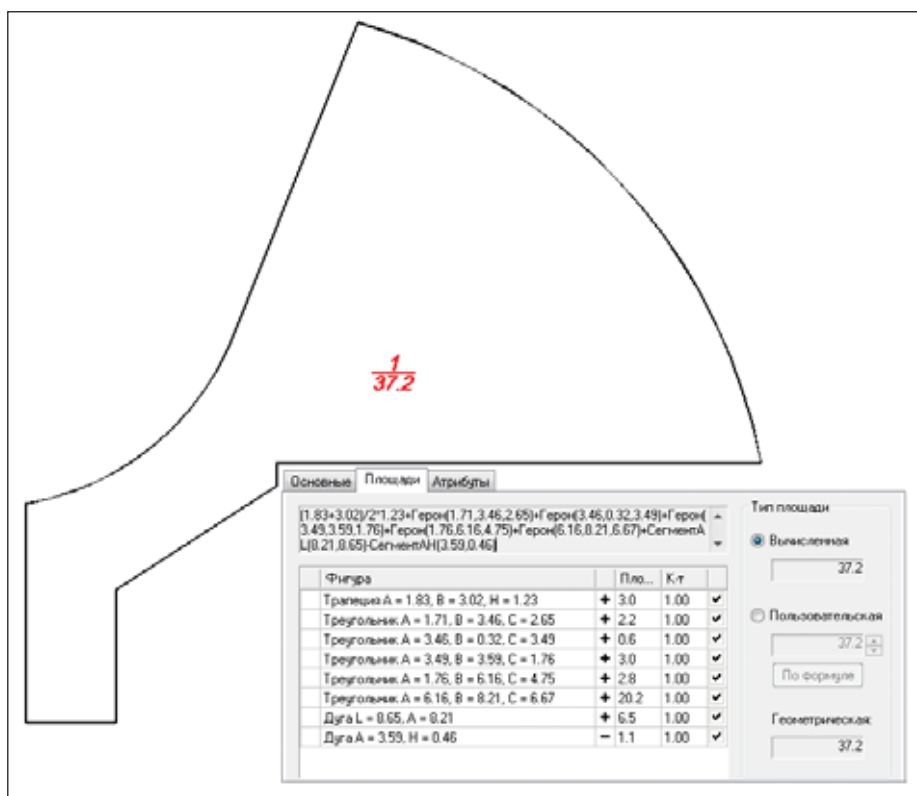 1
37.2
Основные Площади Атрибуты
(1.83+3.02)/2*1.23+Герон(1.71,3.46,2.65)+Герон(3.46,0.32,3.49)+Герон(
3.49,3.59,1.76)+Герон(1.76,6.16,4.75)+Герон(6.16,8.21,6.67)+СегментA
L(8.21,8.65)-СегментAH(3.59,0.46)
Тип площади
Вычисленная
37.2
Пользовательская
37.2
По формуле
Геометрическая:
37.2
Фигура Пло... К-т
Трапеция: A = 1.83, B = 3.02, H = 1.23 + 3.0 1.00
Треугольник: A = 1.71, B = 3.46, C = 2.65 + 2.2 1.00
Треугольник: A = 3.46, B = 0.32, C = 3.49 + 0.6 1.00
Треугольник: A = 3.49, B = 3.59, C = 1.76 + 3.0 1.00
Треугольник: A = 1.76, B = 6.16, C = 4.75 + 2.8 1.00
Треугольник: A = 6.16, B = 8.21, C = 6.67 + 20.2 1.00
Дуга L = 8.65, A = 8.21 + 6.5 1.00
Дуга A = 3.59, H = 0.46 − 1.1 1.00